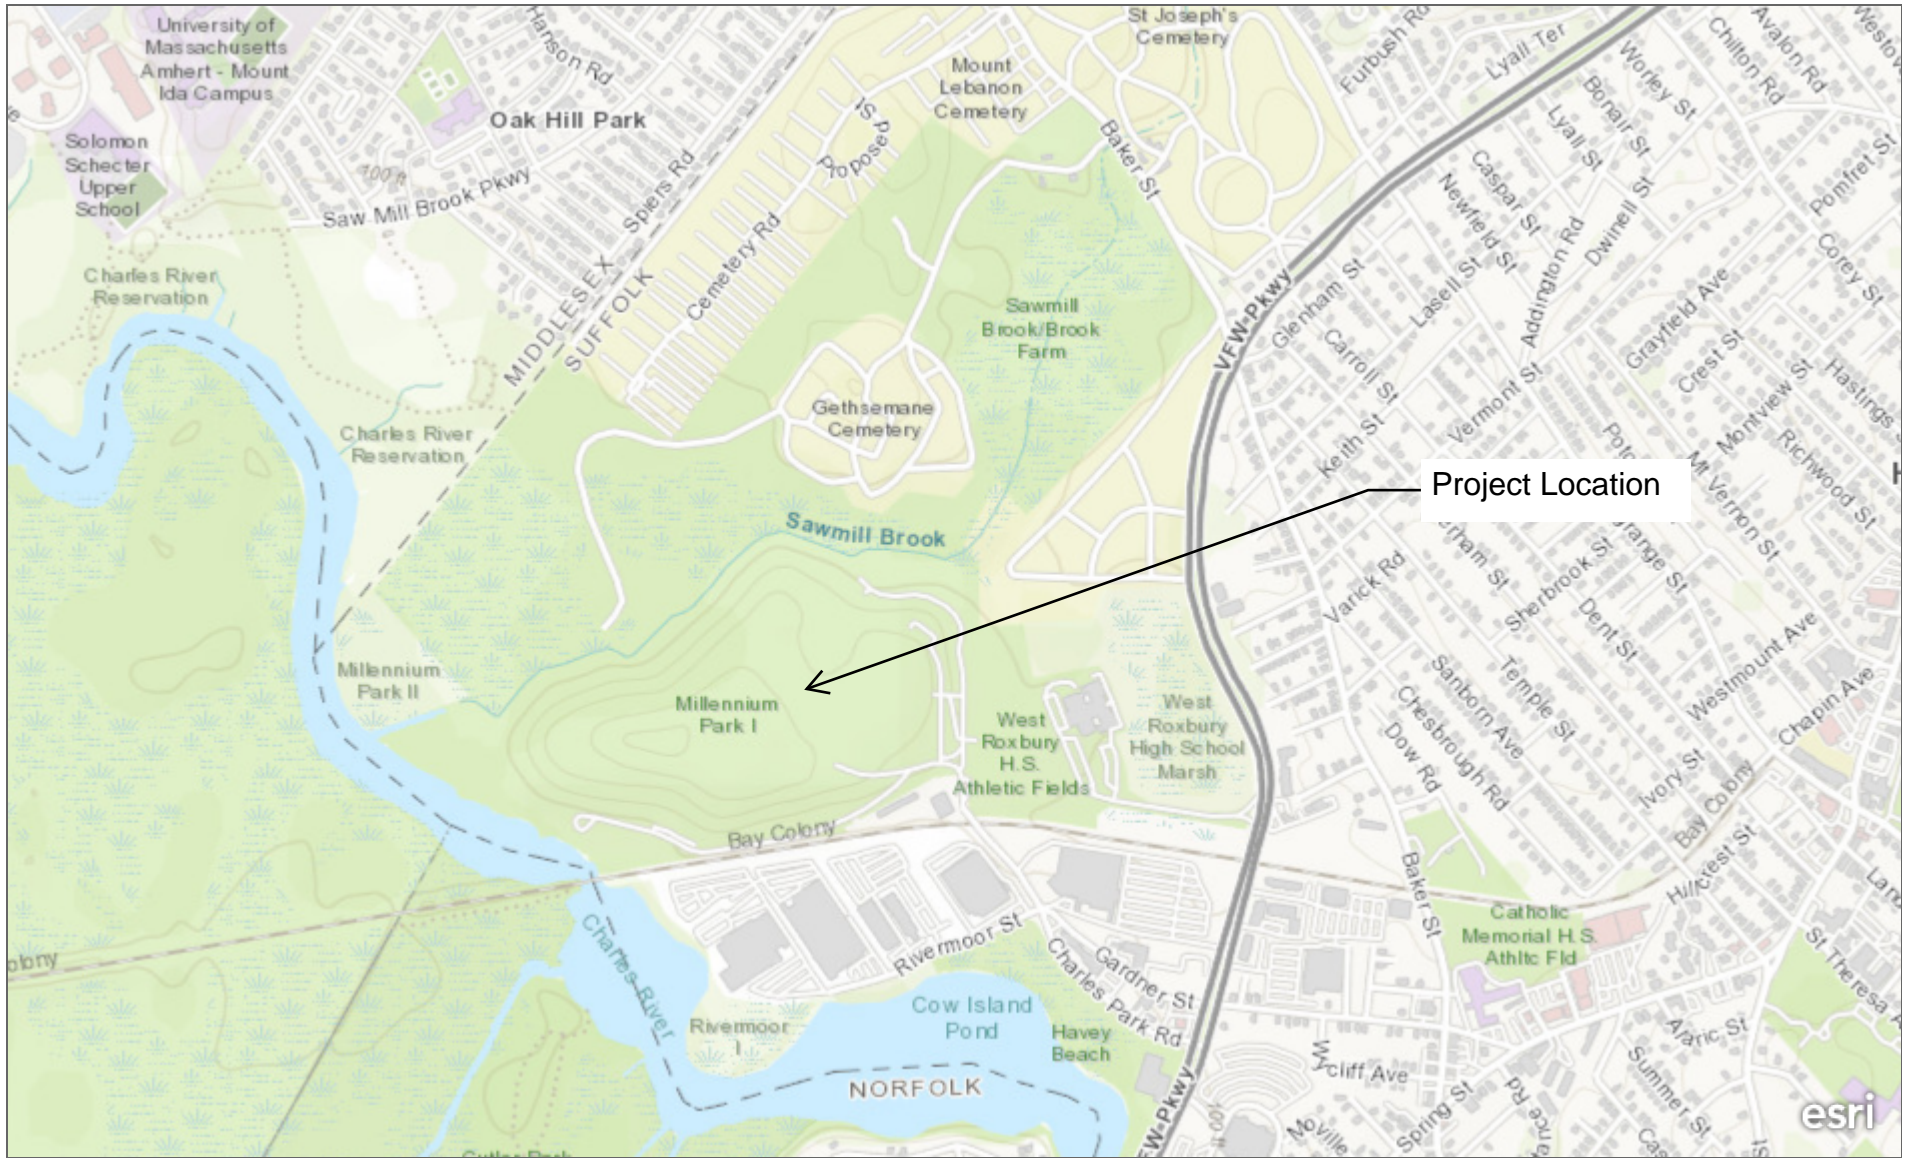 University of
Massachusetts
Amhert - Mount
Ida Campus
Hanson Rd
St Joseph's
Cemetery
Furbush Rd
Lyall Ter
Worley St
Chilton Rd
Avalon Rd
Mount
Lebanon
Cemetery
Oak Hill Park
Proposed St
Baker St
Bonair St
Lyall St
Solomon
Schecter
Upper
School
100 ft
Saw Mill Brook Pkwy
Spiers Rd
Caspar St
Newfield St
Pomfret St
Dwinell St
Addington Rd
Corey St
Cemetery Rd
Charles River
Reservation
MIDDLESEX
SUFFOLK
Sawmill
Brook/Brook
Farm
VFW Pkwy
Glenham St
Lasell St
Grayfield Ave
Carroll St
Crest St
Vermont St
Montview St
Hastings
Gethsemane
Cemetery
Charles River
Reservation
Keith St
Richwood St
Mt Vernon St
Project Location
Sawmill Brook
Sherbrook St
Varick Rd
Dent St
Westmount Ave
Millennium
Park II
Millennium
Park I
West
Roxbury
H.S.
Athletic Fields
West
Roxbury
High School
Marsh
Temple St
Sanborn Ave
Chesbrough Rd
Dow Rd
Chapin Ave
Ivory St
Bay Colony
Bay Colony
Hillcrest St
Baker St
Catholic
Memorial H.S.
Athltc Fld
St Theresa A
olony
Charles River
Rivermoor St
Gardner St
Charles Park Rd
Cow Island
Pond
Havey
Beach
Rivermoor
I
NORFOLK
Alaric St
Wycliff Ave
Summer St
Spring St
Moville
100 ft
FW Pkwy
esri